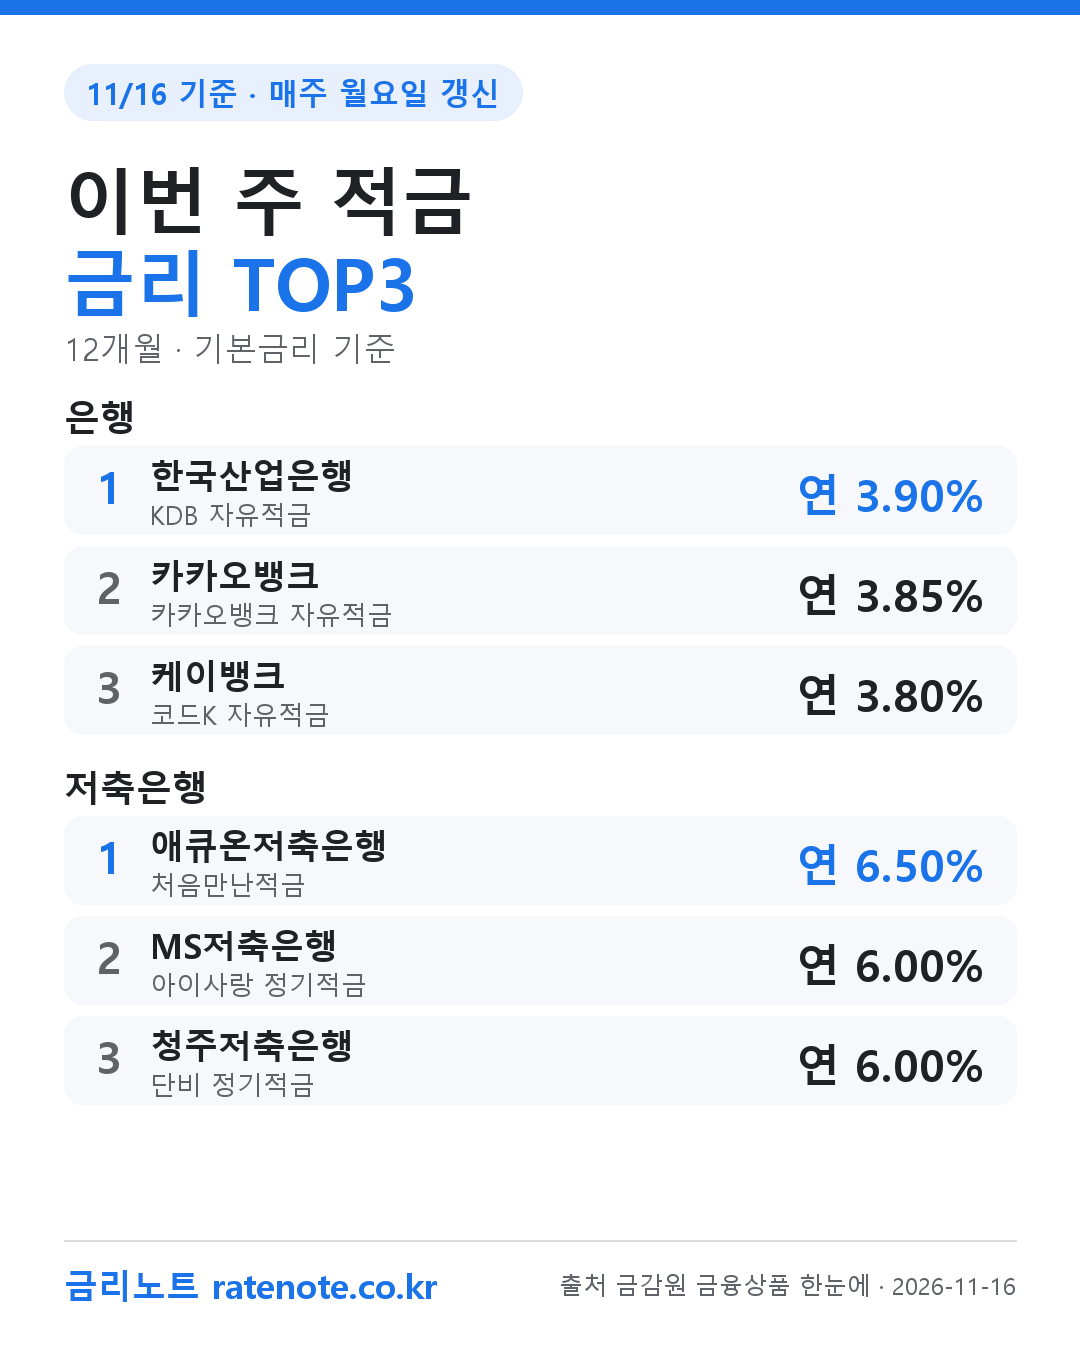 11/16 기준 · 매주 월요일 갱신
이번 주 적금
금리 TOP3
12개월 · 기본금리 기준
은행
1 한국산업은행 연 3.90%
KDB 자유적금
2 카카오뱅크 연 3.85%
카카오뱅크 자유적금
3 케이뱅크 연 3.80%
코드K 자유적금
저축은행
1 애큐온저축은행 연 6.50%
처음만난적금
2 MS저축은행 연 6.00%
아이사랑 정기적금
3 청주저축은행 연 6.00%
단비 정기적금
금리노트 ratenote.co.kr
출처 금감원 금융상품 한눈에 · 2026-11-16